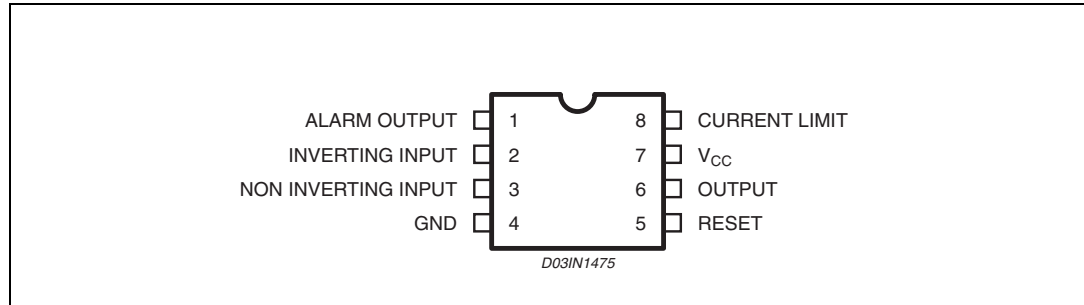 ALARM OUTPUT 1 8 CURRENT LIMIT
INVERTING INPUT 2 7 VCC
NON INVERTING INPUT 3 6 OUTPUT
GND 4 5 RESET
D03IN1475